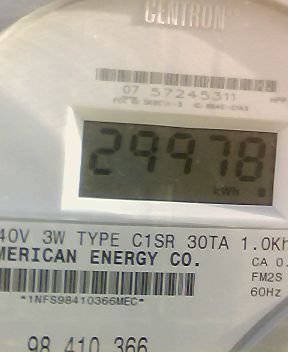 CENTRON®
07 57245311
29978
kWh
40V 3W TYPE C1SR 30TA 1.0Kh
MERICAN ENERGY CO.
CA 0.
FM2S
60Hz
*1NFS98410366MEC*
98 410 366